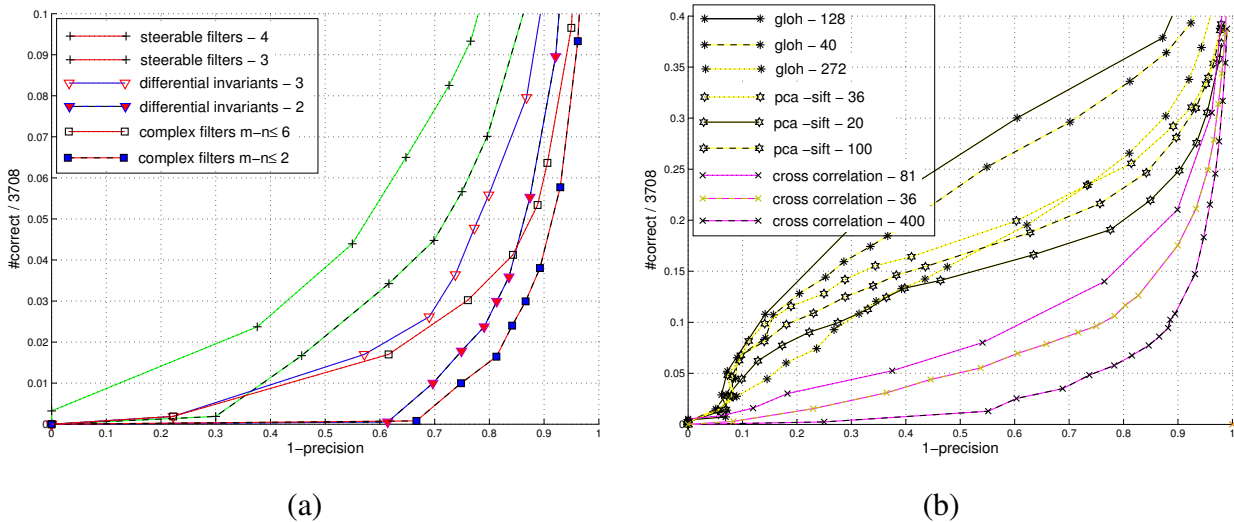 0.1
0.09
0.08
0.07
0.06
0.05
0.04
0.03
0.02
0.01
0
#correct / 3708
steerable filters − 4
steerable filters − 3
differential invariants − 3
differential invariants − 2
complex filters m−n≤ 6
complex filters m−n≤ 2
0 0.1 0.2 0.3 0.4 0.5 0.6 0.7 0.8 0.9 1
1−precision
(a)
0.4
0.35
0.3
0.25
0.2
0.15
0.1
0.05
0
#correct / 3708
gloh − 128
gloh − 40
gloh − 272
pca −sift − 36
pca −sift − 20
pca −sift − 100
cross correlation − 81
cross correlation − 36
cross correlation − 400
0 0.1 0.2 0.3 0.4 0.5 0.6 0.7 0.8 0.9 1
1−precision
(b)